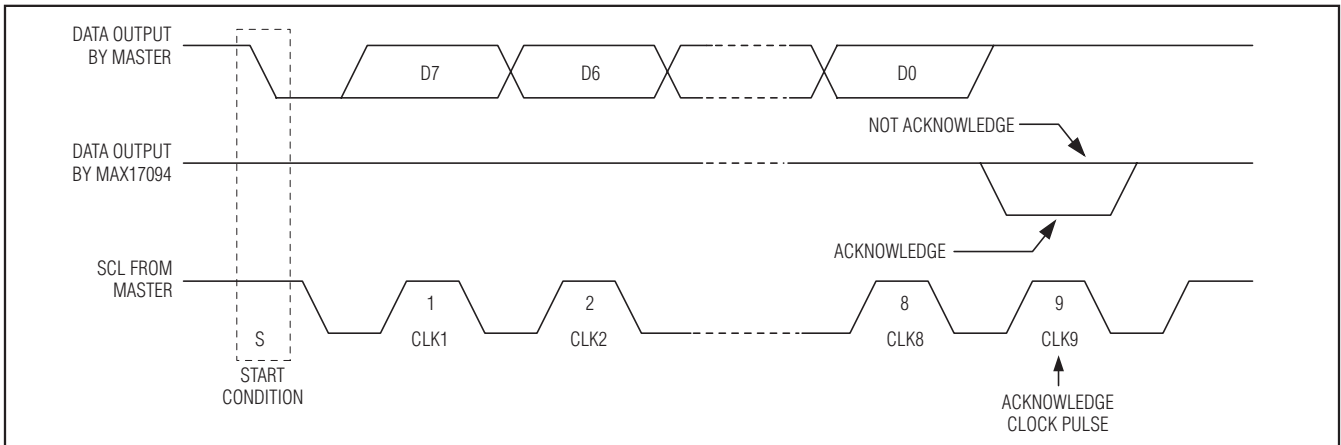 DATA OUTPUT
BY MASTER
D7
D6
D0
NOT ACKNOWLEDGE
DATA OUTPUT
BY MAX17094
ACKNOWLEDGE
SCL FROM
MASTER
1
2
8
9
S
CLK1
CLK2
CLK8
CLK9
START
CONDITION
ACKNOWLEDGE
CLOCK PULSE